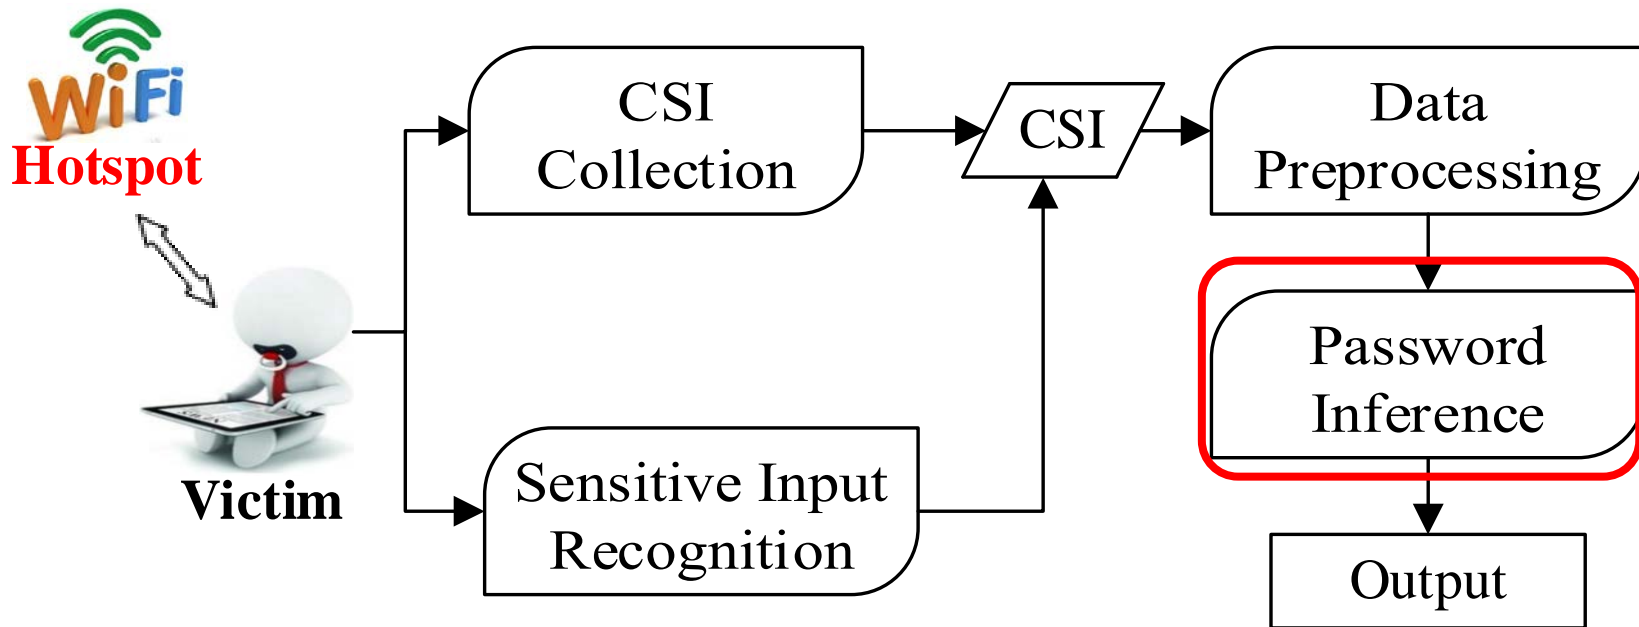 WiFi
Hotspot
Victim
CSI
Collection
Sensitive Input
Recognition
CSI
Data
Preprocessing
Password
Inference
Output